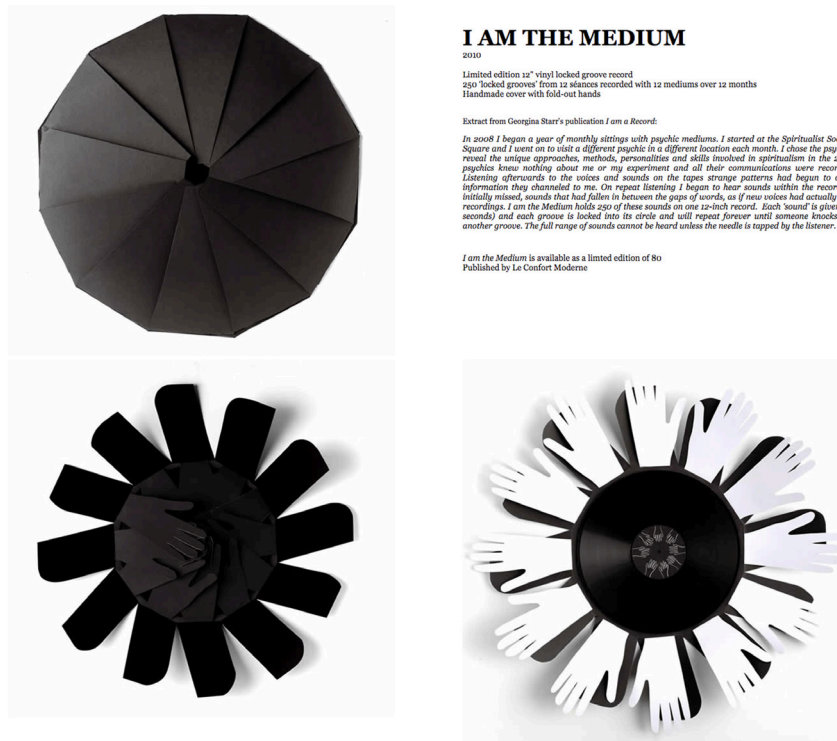 I AM THE MEDIUM
2010
Limited edition 12" vinyl locked groove record
250 'locked grooves' from 12 séances recorded with 12 mediums over 12 months
Handmade cover with fold-out hands
Extract from Georgina Starr's publication I am a Record:
In 2008 I began a year of monthly sittings with psychic mediums. I started at the Spiritualist
Square and I went on to visit a different psychic in a different location each month. I chose the
reveal the unique approaches, methods, personalities and skills involved in spiritualism in the
psychics knew nothing about me or my experiment and all their communications were
Listening afterwards to the voices and sounds on the tapes strange patterns had begun to
information they channeled to me. On repeat listening I began to hear sounds within the
initially missed, sounds that had fallen in between the gaps of words, as if new voices had actually
recordings. I am the Medium holds 250 of these sounds on one 12-inch record. Each 'sound' is
seconds) and each groove is locked into its circle and will repeat forever until someone knocks
another groove. The full range of sounds cannot be heard unless the needle is tapped by the listener.
I am the Medium is available as a limted edition of 80
Published by Le Confort Moderne